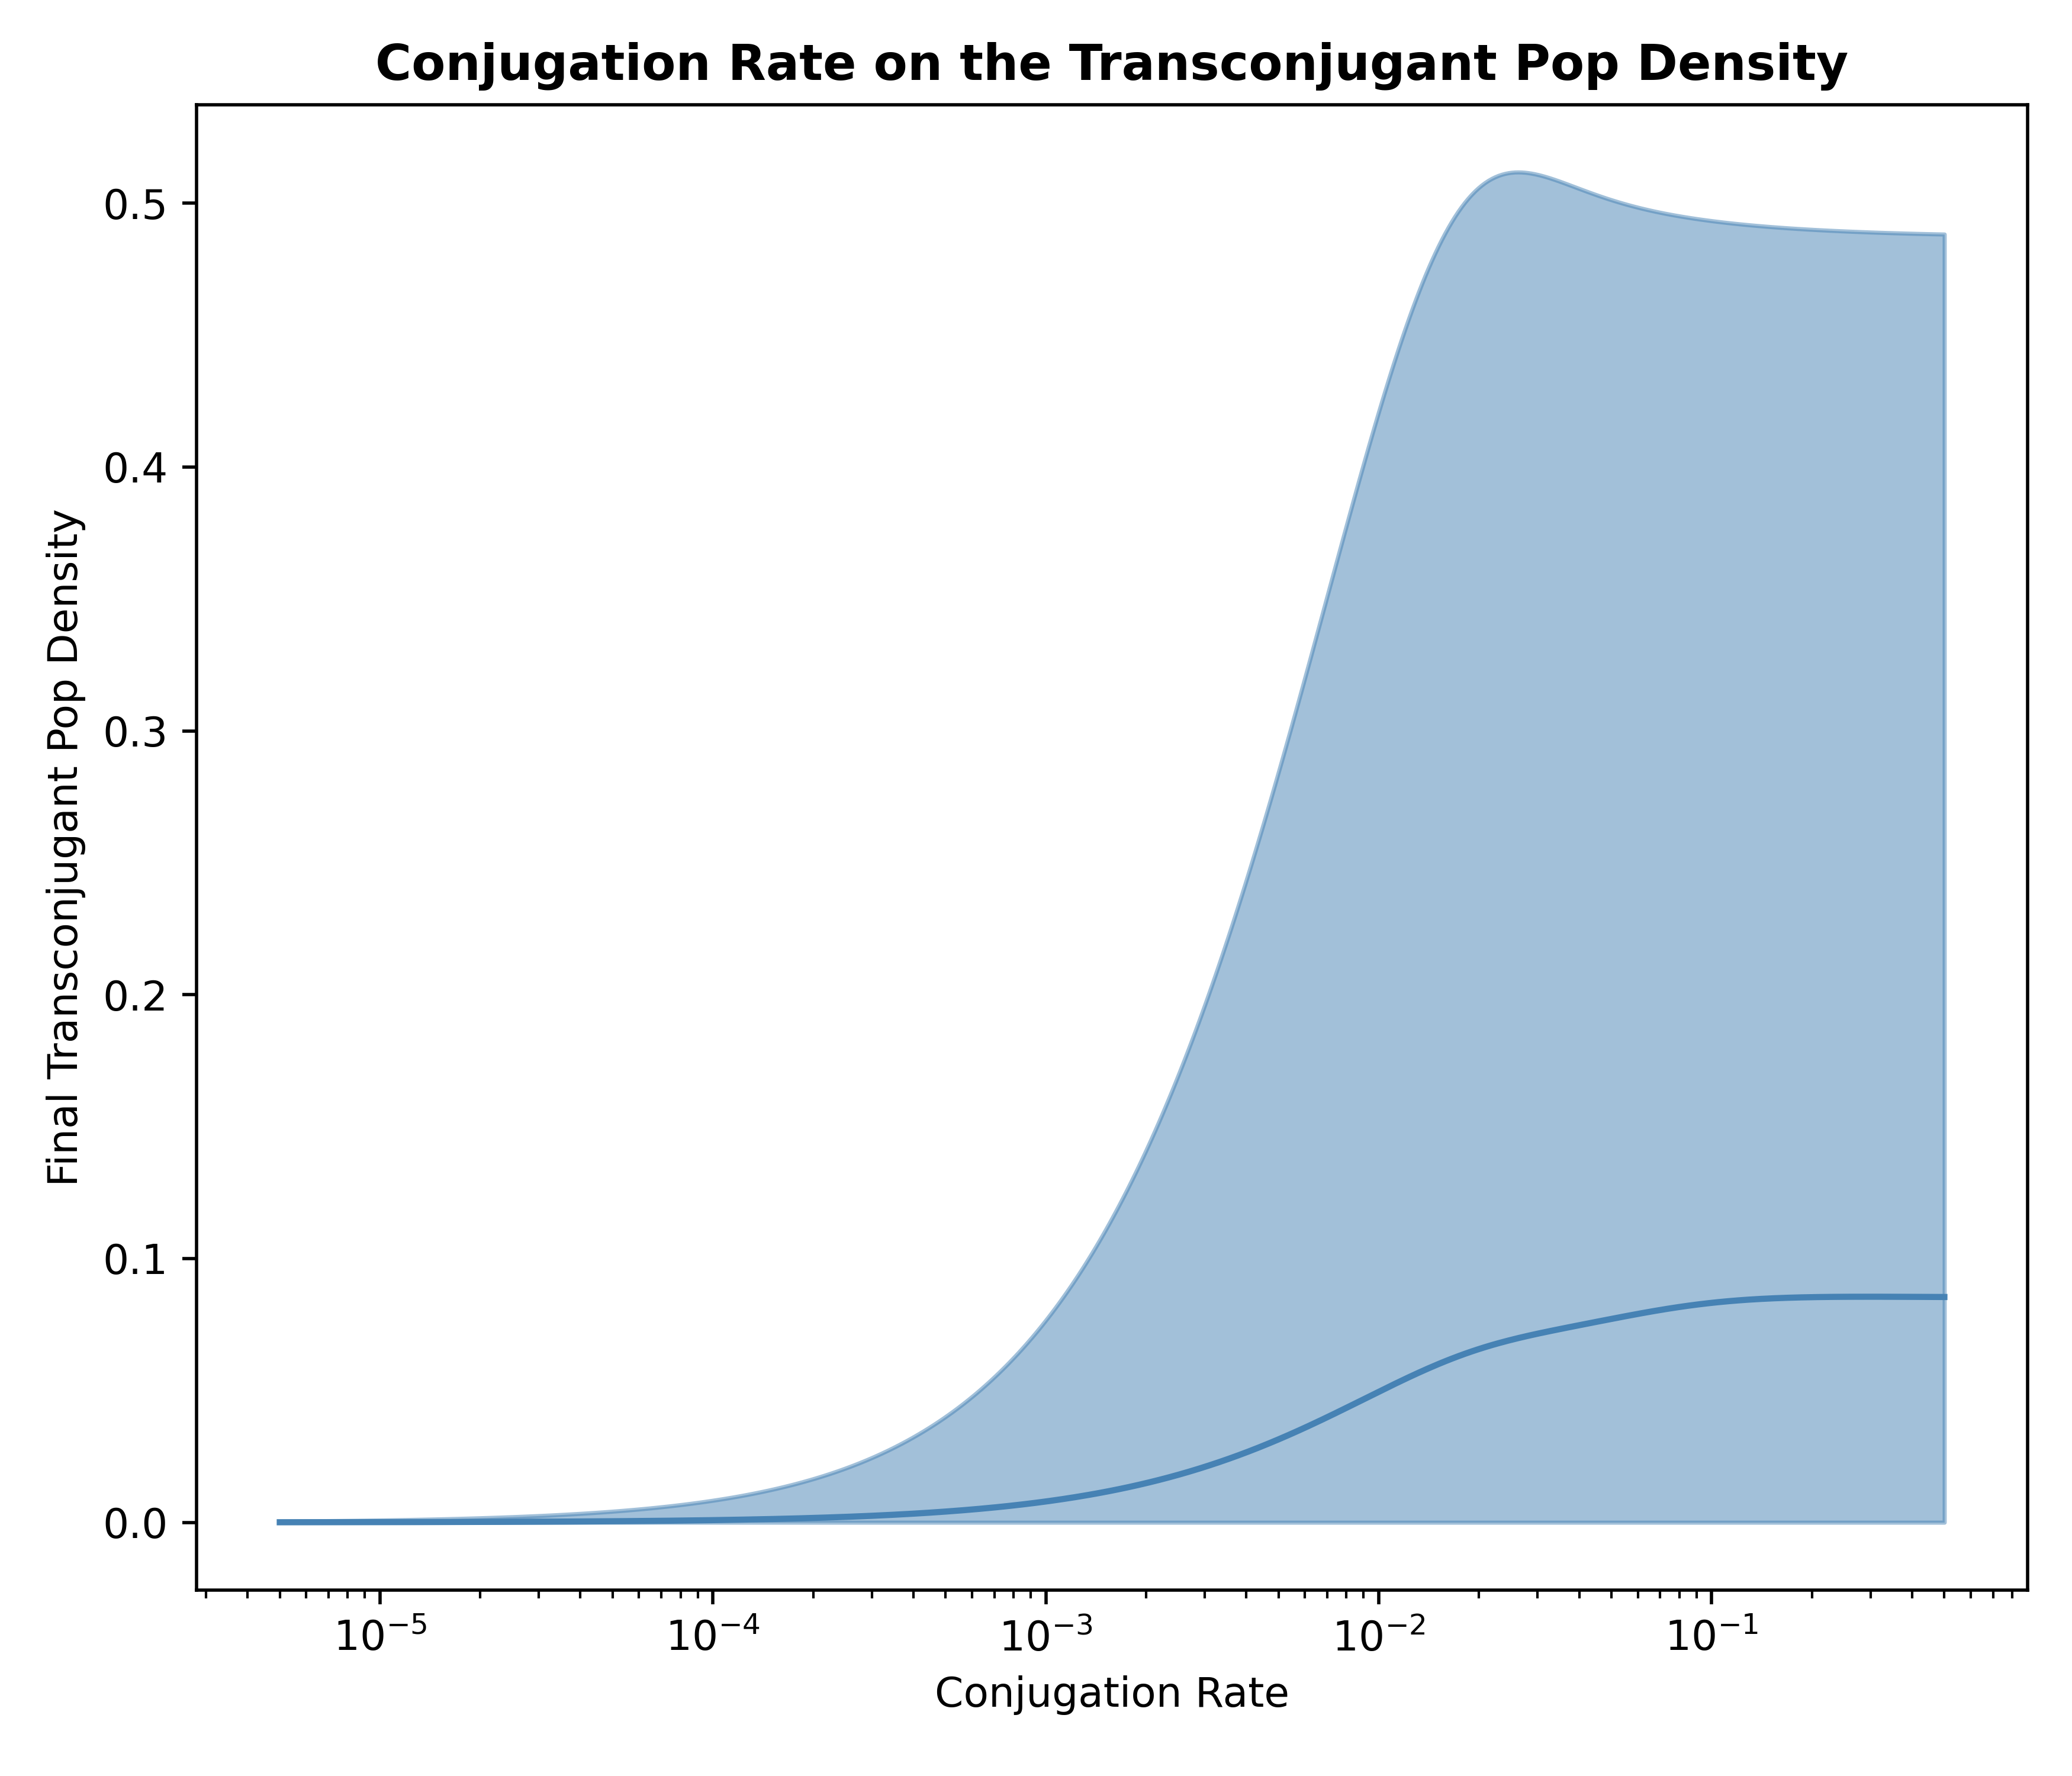 Conjugation Rate on the Transconjugant Pop Density
Final Transconjugant Pop Density
0.5
0.4
0.3
0.2
0.1
0.0
10⁻⁵ 10⁻⁴ 10⁻³ 10⁻² 10⁻¹
Conjugation Rate